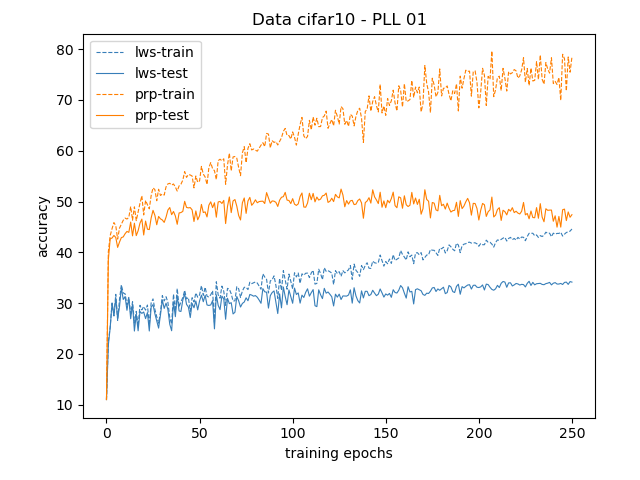 Data cifar10 - PLL 01
lws-train
lws-test
prp-train
prp-test
80
70
60
50
40
30
20
10
accuracy
0 50 100 150 200 250
training epochs